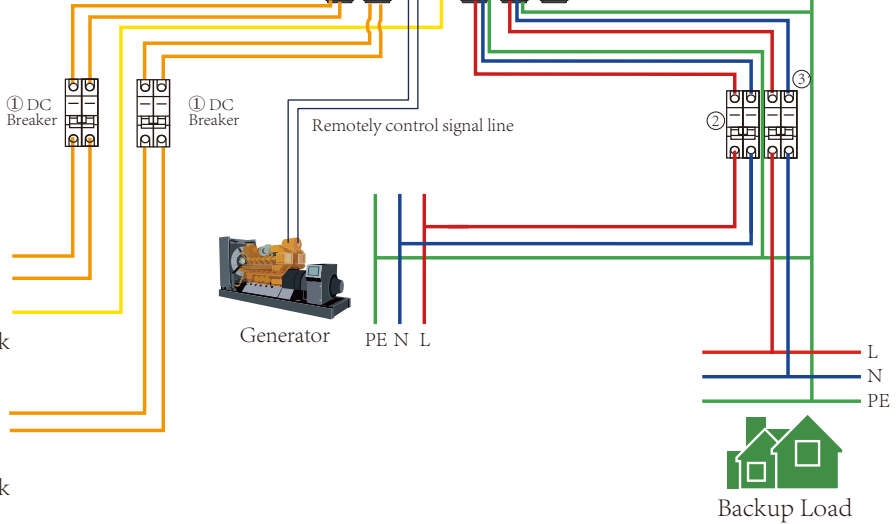 ① DC
Breaker
① DC
Breaker
③
②
Remotely control signal line
Generator
PE N L
k
L
N
PE
k
Backup Load